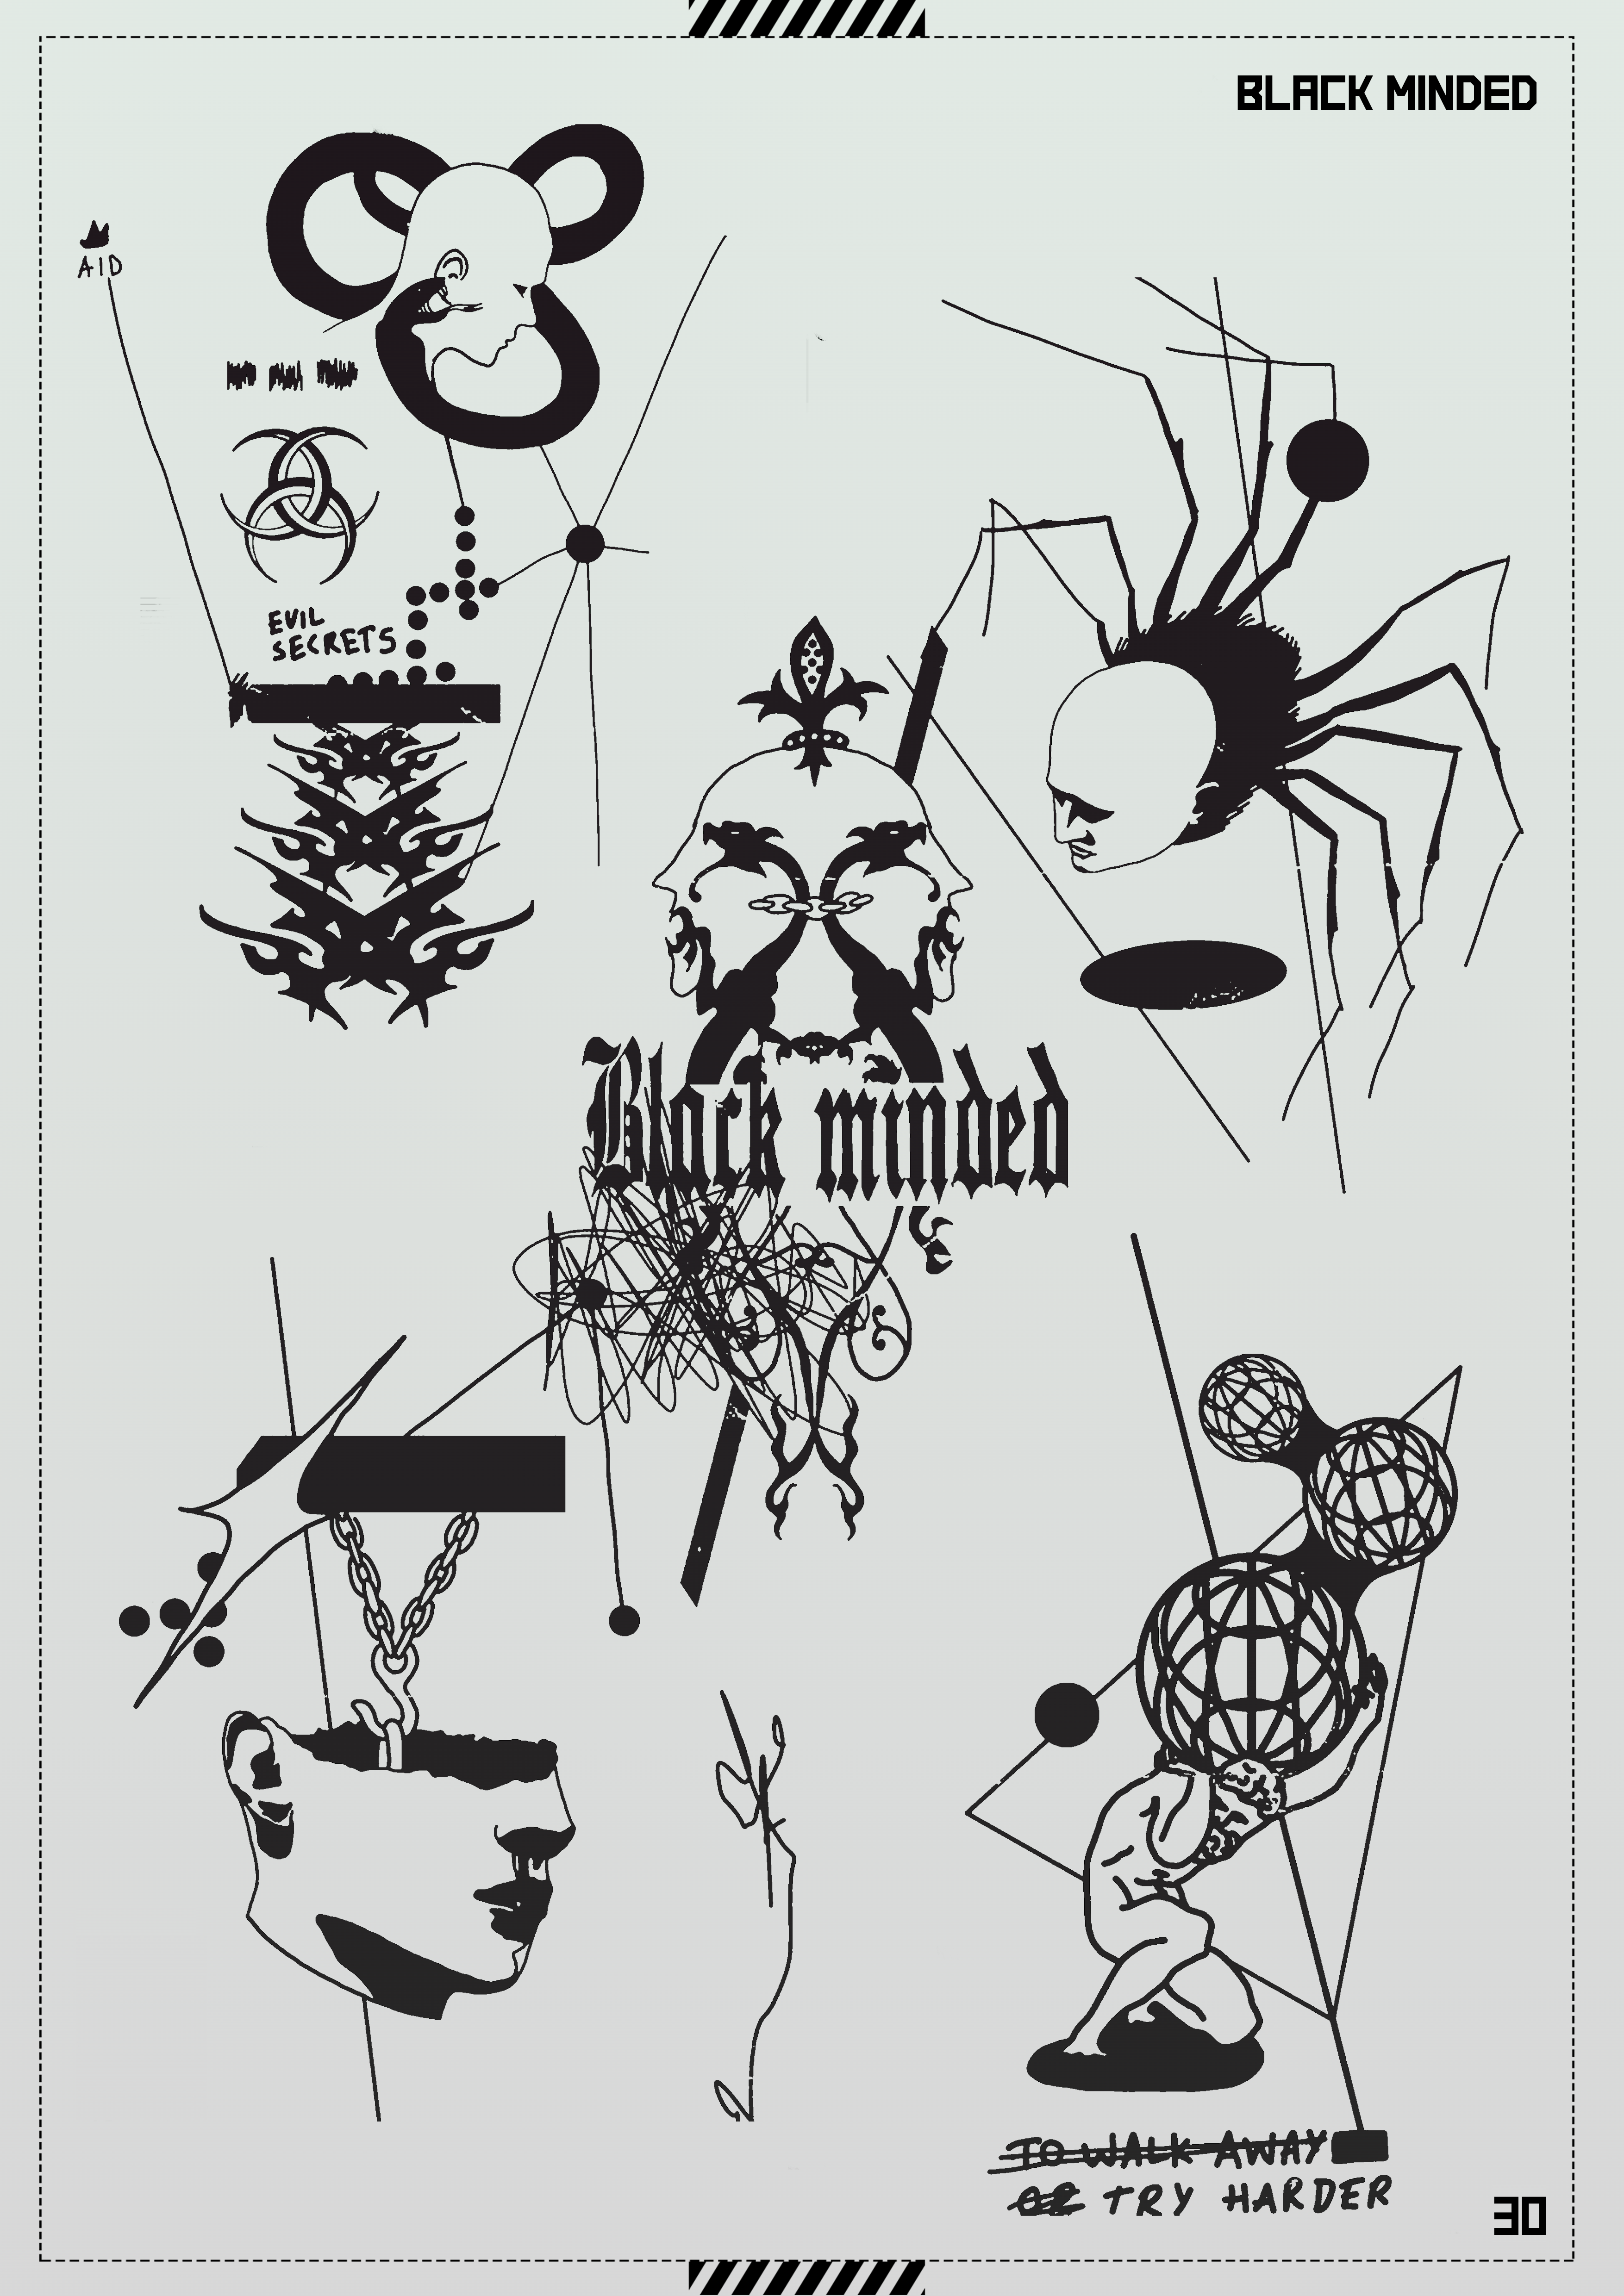 BLACK MINDED
AID
EVIL
SECRETS
Black minded
TO WALK AWAY
OR TRY HARDER
30